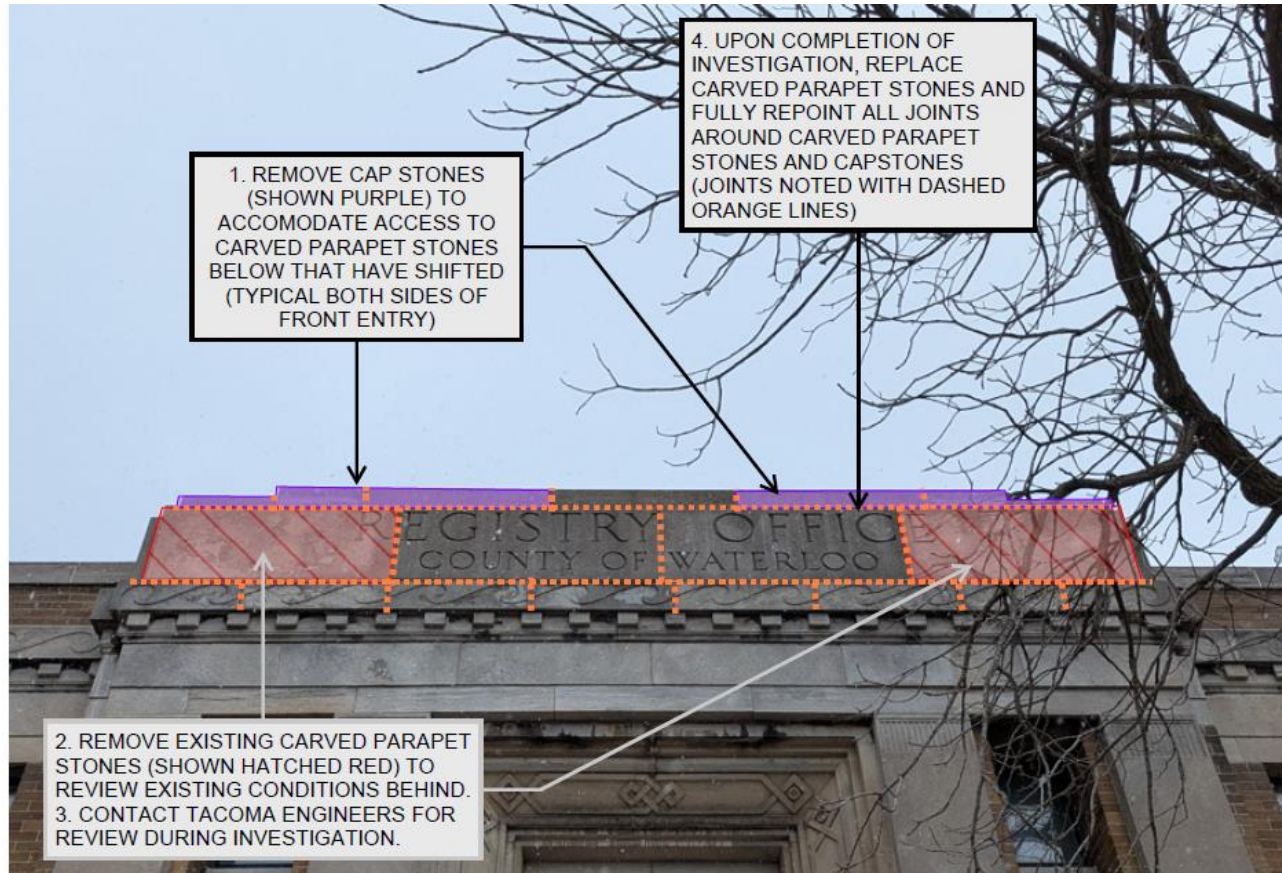 4. UPON COMPLETION OF
INVESTIGATION, REPLACE
CARVED PARAPET STONES AND
FULLY REPOINT ALL JOINTS
AROUND CARVED PARAPET
STONES AND CAPSTONES
(JOINTS NOTED WITH DASHED
ORANGE LINES)
1. REMOVE CAP STONES
(SHOWN PURPLE) TO
ACCOMODATE ACCESS TO
CARVED PARAPET STONES
BELOW THAT HAVE SHIFTED
(TYPICAL BOTH SIDES OF
FRONT ENTRY)
REGISTRY OFFICE
COUNTY OF WATERLOO
2. REMOVE EXISTING CARVED PARAPET
STONES (SHOWN HATCHED RED) TO
REVIEW EXISTING CONDITIONS BEHIND.
3. CONTACT TACOMA ENGINEERS FOR
REVIEW DURING INVESTIGATION.